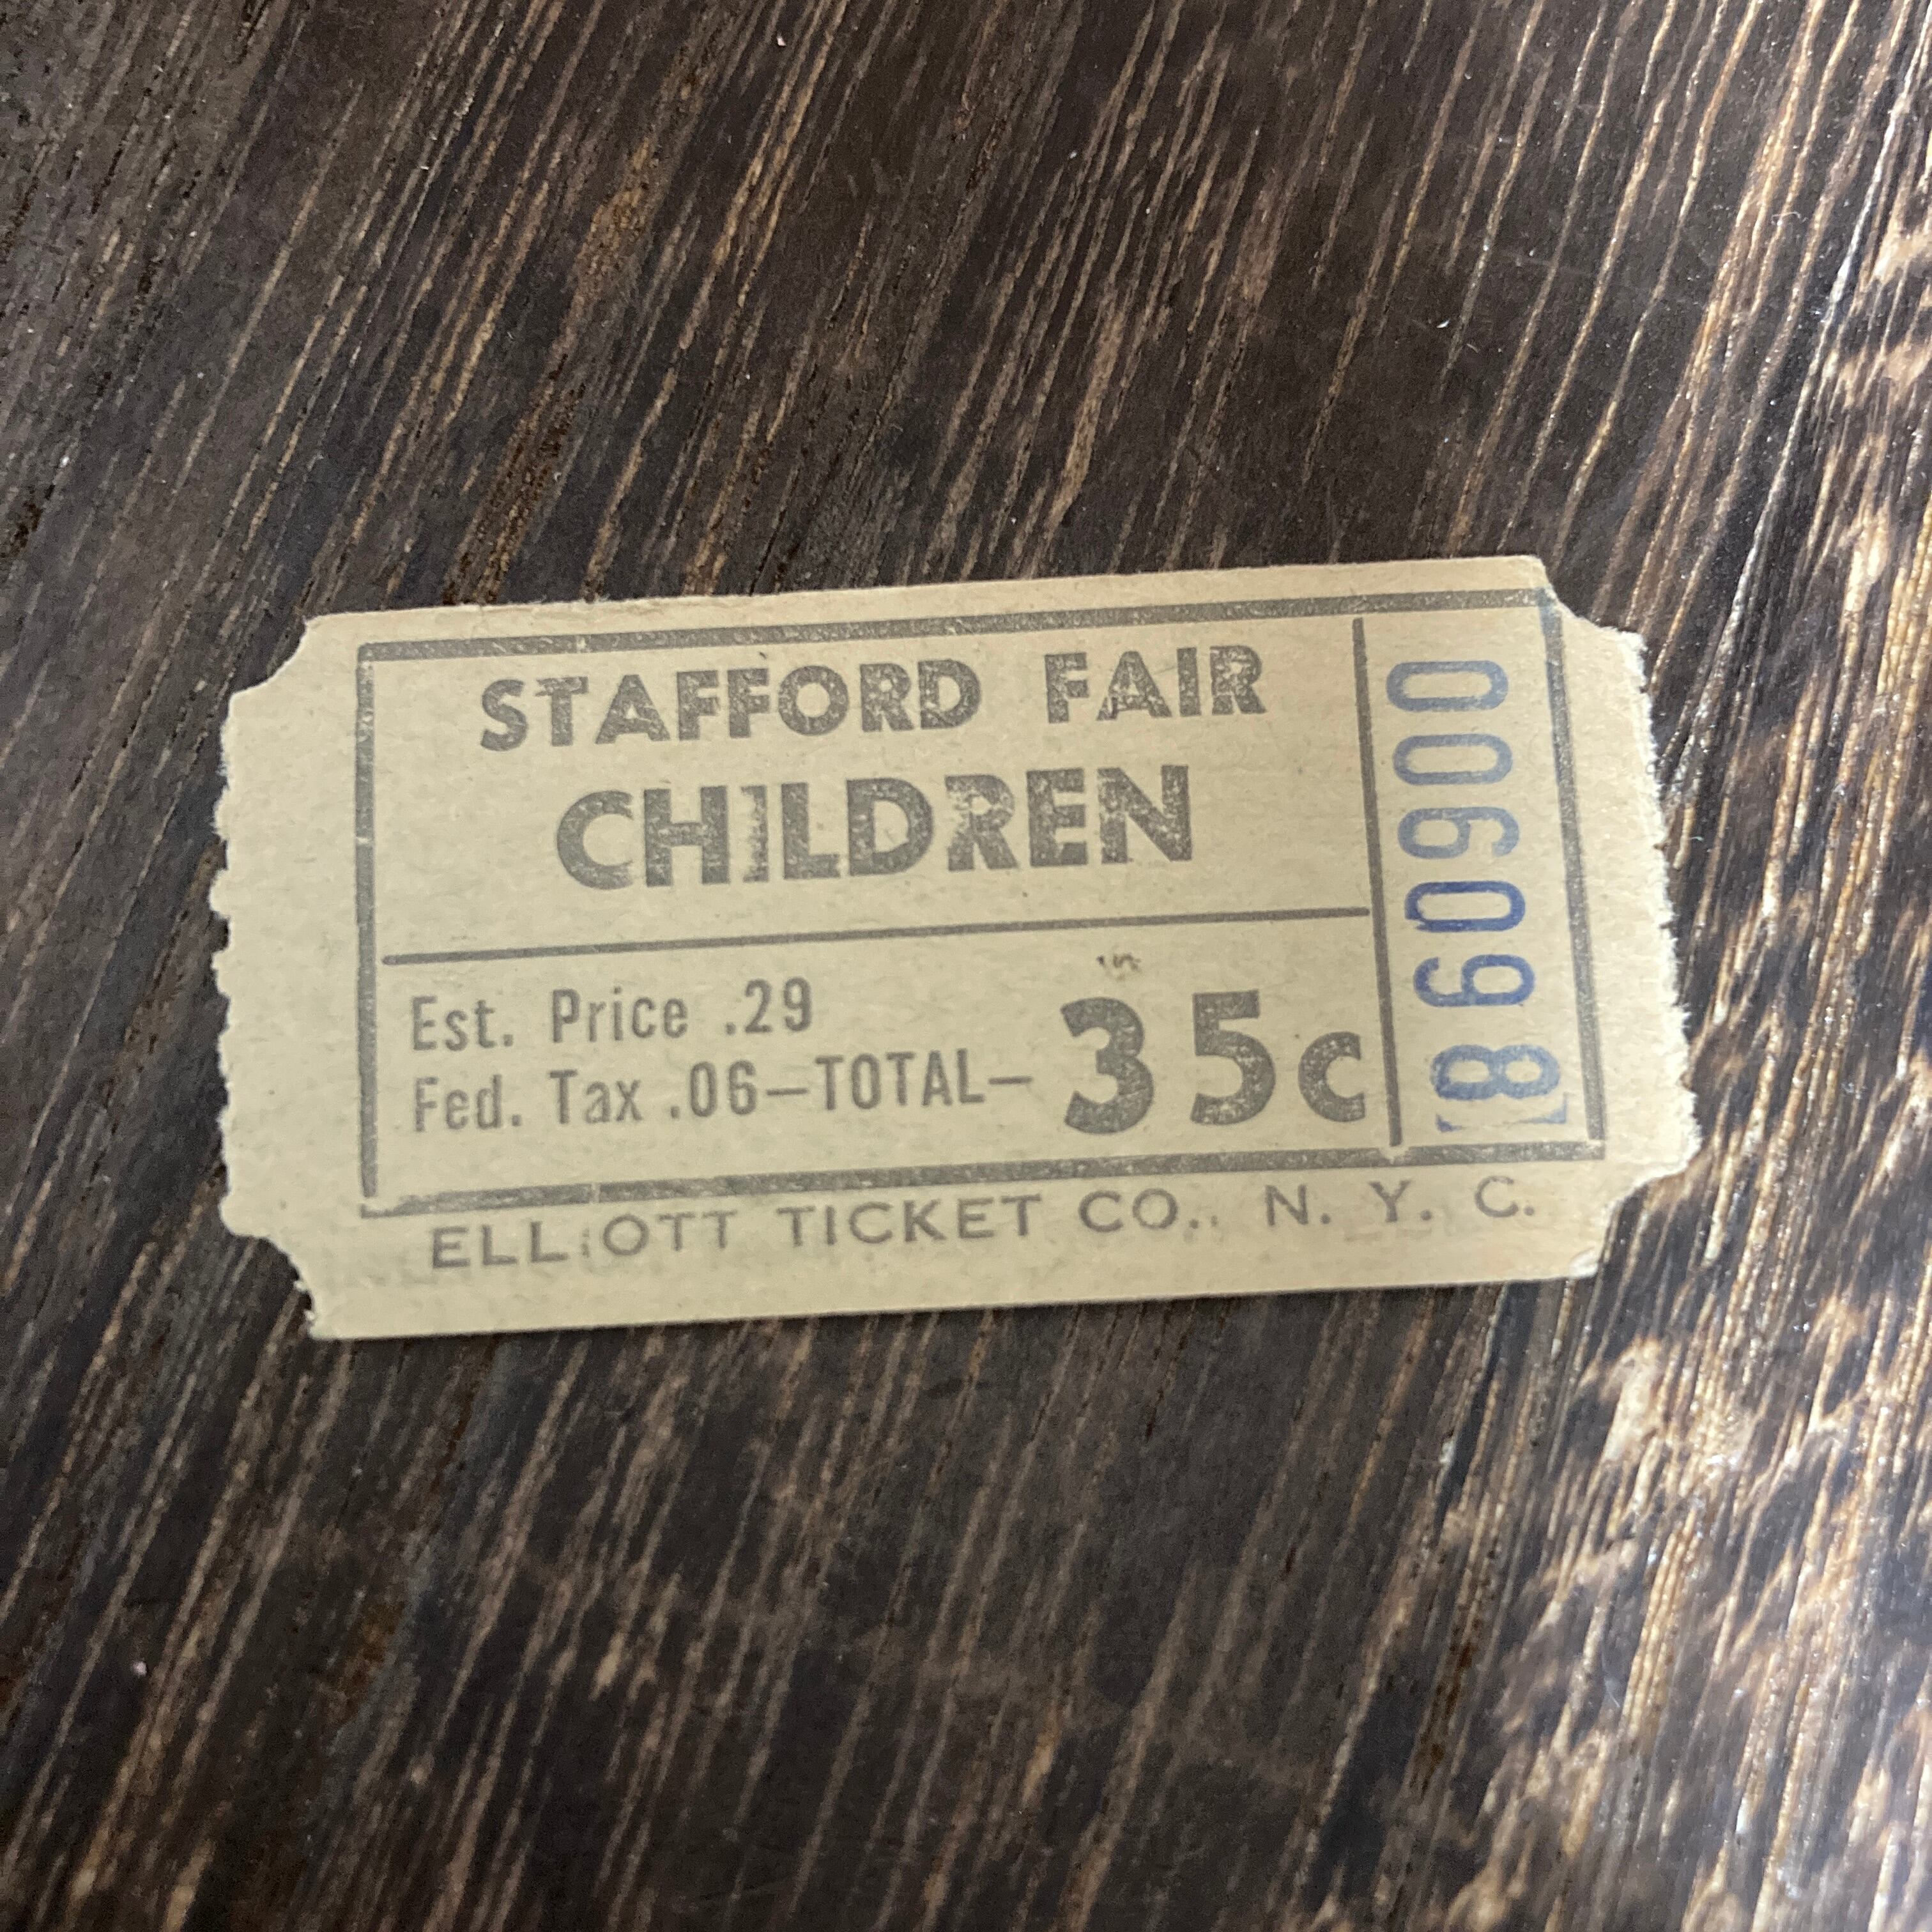 STAFFORD FAIR
CHILDREN
Est. Price .29
Fed. Tax .06—TOTAL— 35c
860900
ELLIOTT TICKET CO., N. Y. C.